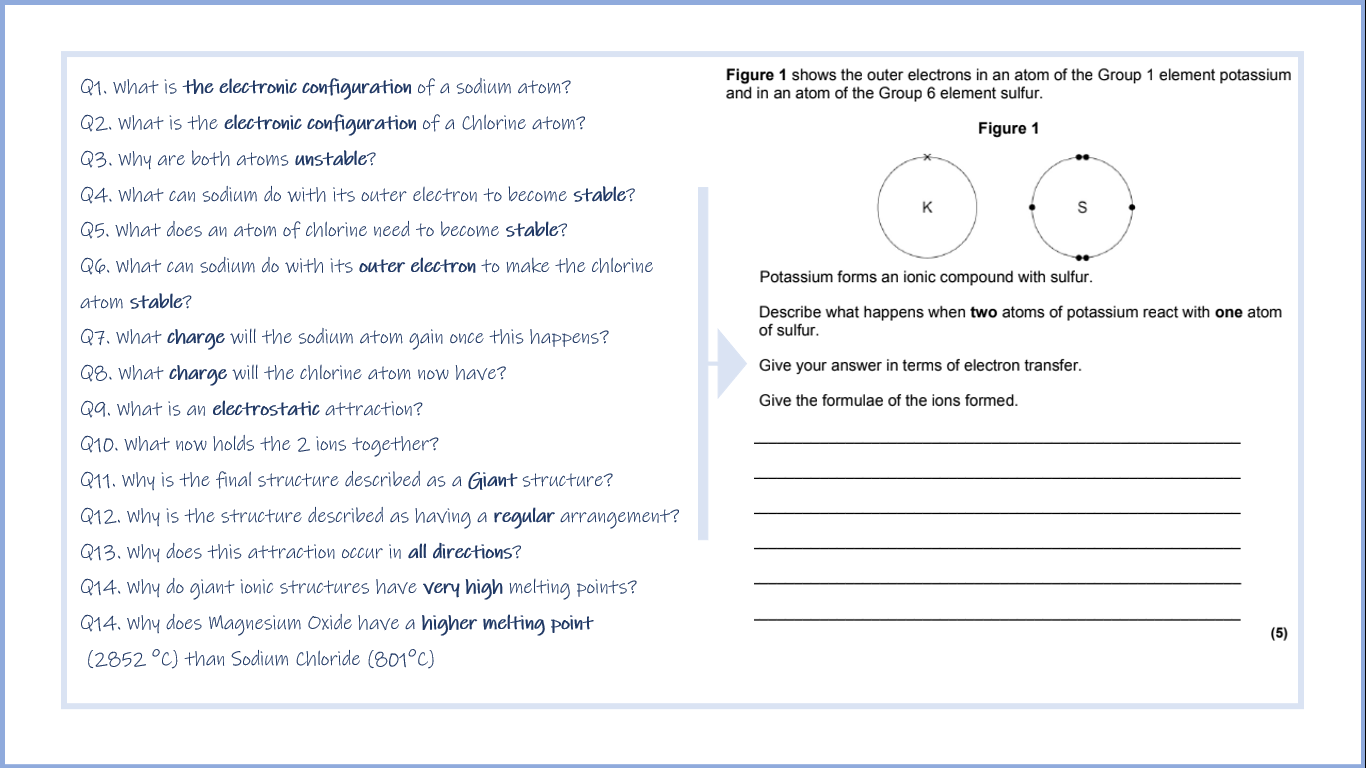 Q1. What is the electronic configuration of a sodium atom?
Q2. What is the electronic configuration of a Chlorine atom?
Q3. Why are both atoms unstable?
Q4. What can sodium do with its outer electron to become stable?
Q5. What does an atom of chlorine need to become stable?
Q6. What can sodium do with its outer electron to make the chlorine
atom stable?
Q7. What charge will the sodium atom gain once this happens?
Q8. What charge will the chlorine atom now have?
Q9. What is an electrostatic attraction?
Q10. What now holds the 2 ions together?
Q11. Why is the final structure described as a Giant structure?
Q12. Why is the structure described as having a regular arrangement?
Q13. Why does this attraction occur in all directions?
Q14. Why do giant ionic structures have very high melting points?
Q14. Why does Magnesium Oxide have a higher melting point
(2852 °C) than Sodium Chloride (801°C)
Figure 1 shows the outer electrons in an atom of the Group 1 element potassium
and in an atom of the Group 6 element sulfur.
Figure 1
K S
Potassium forms an ionic compound with sulfur.
Describe what happens when two atoms of potassium react with one atom
of sulfur.
Give your answer in terms of electron transfer.
Give the formulae of the ions formed.
(5)